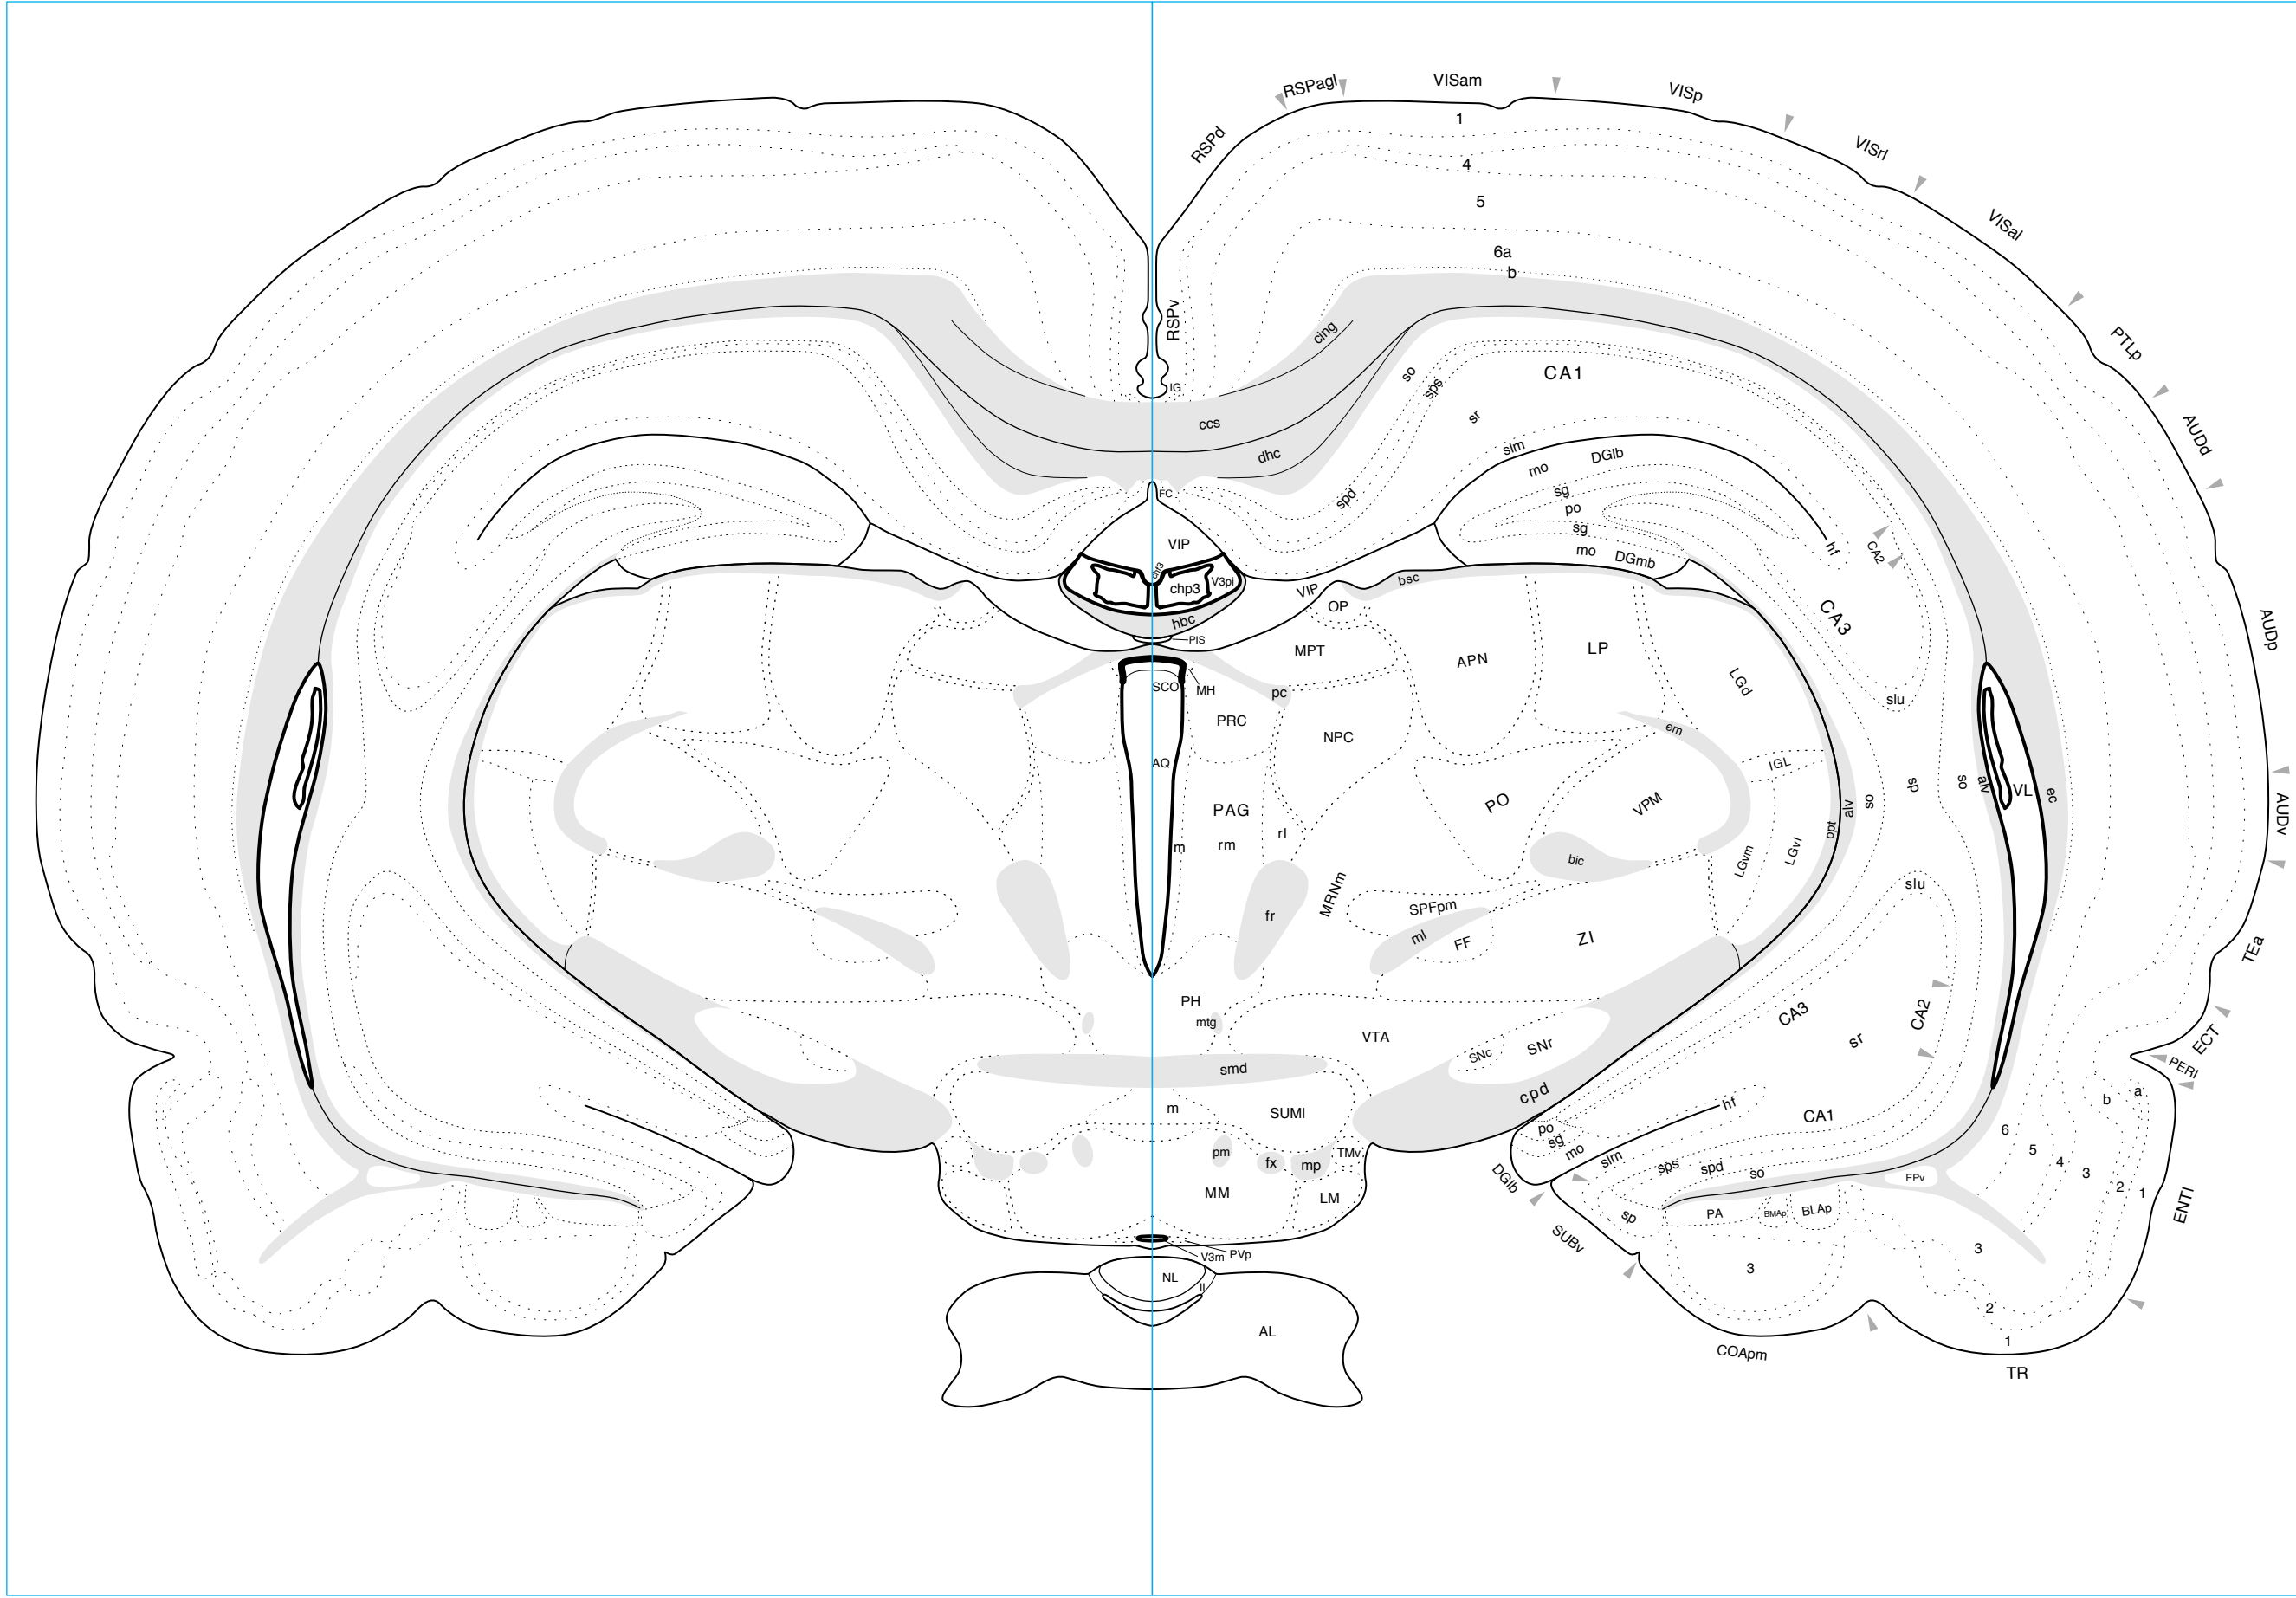 RSPagl
VISam
VISp
RSPd
1
VISrl
4
5
VISal
6a
b
RSPv
cing
PTLp
IG
so
sps
CA1
sr
ccs
AUDd
dhc
slm
mo
DGlb
FC
spd
sg
po
sg
VIP
mo
DGmb
hf
CA2
chf3
chp3
V3pi
VIP
bsc
OP
CA3
AUDp
hbc
PIS
MPT
APN
LP
LGd
SCO
MH
pc
slu
PRC
NPC
em
AQ
IGL
PAG
PO
VPM
alv
so
sp
so
alv
VL
ec
AUDv
m
rm
rl
bic
LGvm
LGvl
opt
MRNm
SPFpm
slu
fr
ml
FF
ZI
TEa
PH
mtg
VTA
SNc
SNr
CA3
sr
CA2
ECT
PERI
smd
cpd
a
b
m
SUMl
hf
CA1
po
sg
mo
6
5
4
3
2
1
pm
fx
mp
TMv
slm
sps
spd
so
DGlb
EPv
MM
LM
sp
PA
BMAp
BLAp
ENTl
SUBv
V3m
PVp
3
3
NL
IL
2
AL
1
COApm
TR